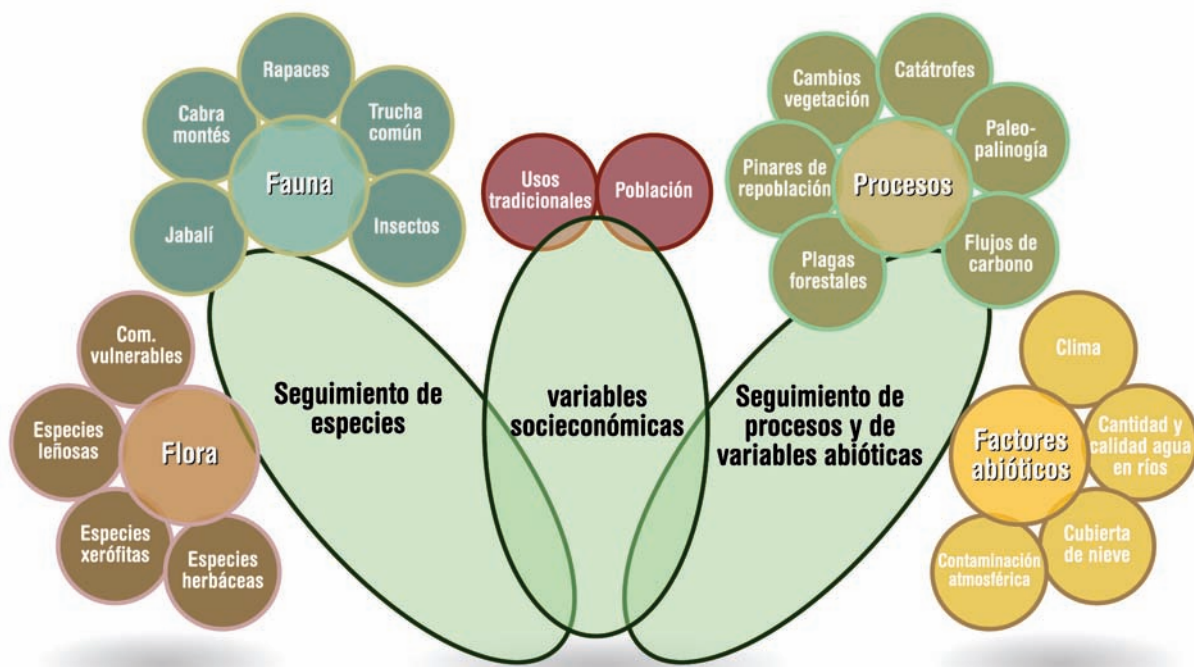 Rapaces
Cabra
montés
Trucha
común
Fauna
Jabalí
Insectos
Usos
tradicionales
Población
Cambios
vegetación
Catátrofes
Paleo-
palinogía
Pinares de
repoblación
Procesos
Plagas
forestales
Flujos de
carbono
Com.
vulnerables
Especies
leñosas
Flora
Especies
xerófitas
Especies
herbáceas
Seguimiento de
especies
variables
socieconómicas
Seguimiento de
procesos y de
variables abióticas
Clima
Factores
abióticos
Cantidad y
calidad agua
en ríos
Cubierta
de nieve
Contaminación
atmosférica